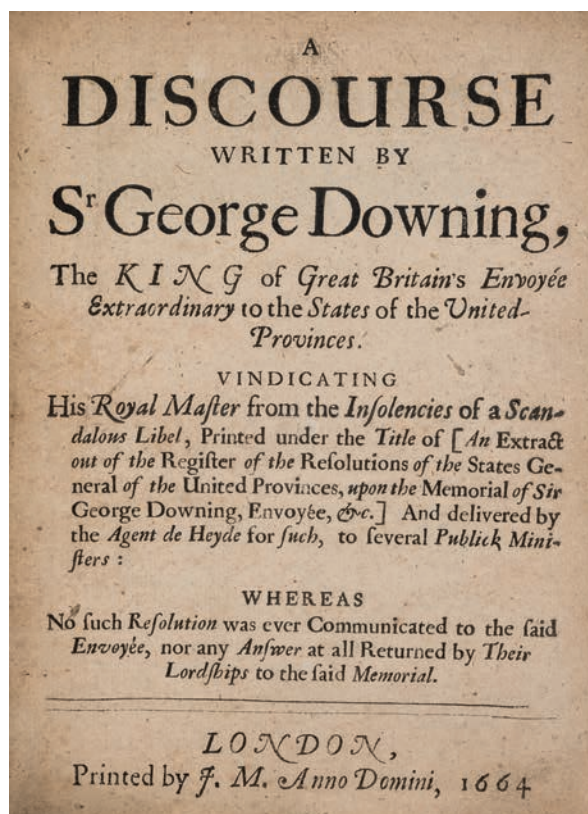 A
DISCOURSE
WRITTEN BY
Sʳ George Downing,
The KING of Great Britain's Envoyée
Extraordinary to the States of the United-
Provinces.
VINDICATING
His Royal Maſter from the Inſolencies of a Scan-
dalous Libel, Printed under the Title of [An Extract
out of the Regiſter of the Reſolutions of the States Ge-
neral of the United Provinces, upon the Memorial of Sir
George Downing, Envoyée, &c.] And delivered by
the Agent de Heyde for ſuch, to ſeveral Publick Mini-
ſters:
WHEREAS
No ſuch Reſolution was ever Communicated to the ſaid
Envoyée, nor any Anſwer at all Returned by Their
Lordſhips to the ſaid Memorial.
LONDON,
Printed by J. M. Anno Domini, 1664